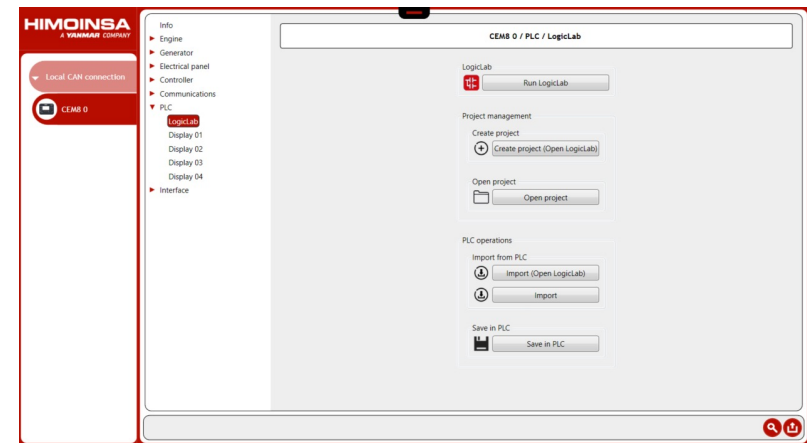 HIMOINSA
A YANMAR COMPANY
Local CAN connection
CEM8 0
Info
Engine
Generator
Electrical panel
Controller
Communications
PLC
LogicLab
Display 01
Display 02
Display 03
Display 04
Interface
CEM8 0 / PLC / LogicLab
LogicLab
Run LogicLab
Project management
Create project
Create project (Open LogicLab)
Open project
Open project
PLC operations
Import from PLC
Import (Open LogicLab)
Import
Save in PLC
Save in PLC